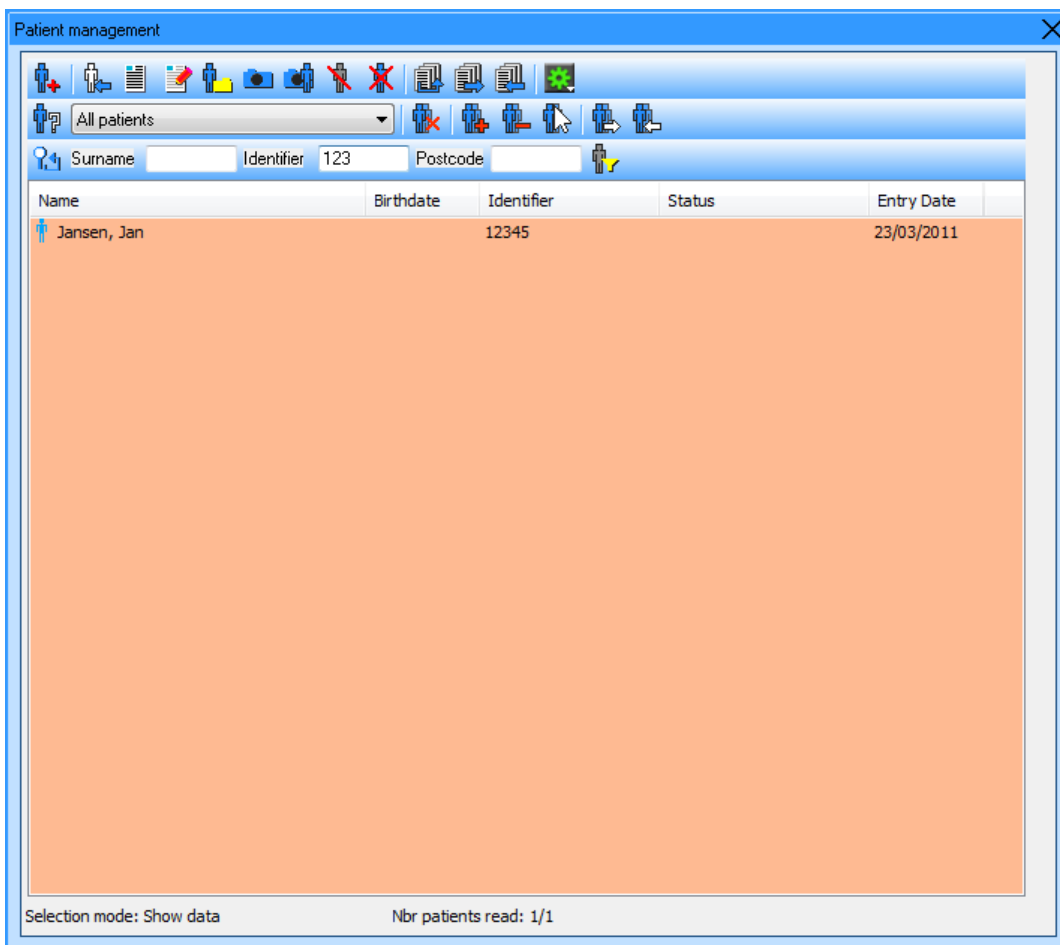 Patient management
All patients
Surname Identifier 123 Postcode
Name Birthdate Identifier Status Entry Date
Jansen, Jan 12345 23/03/2011
Selection mode: Show data Nbr patients read: 1/1